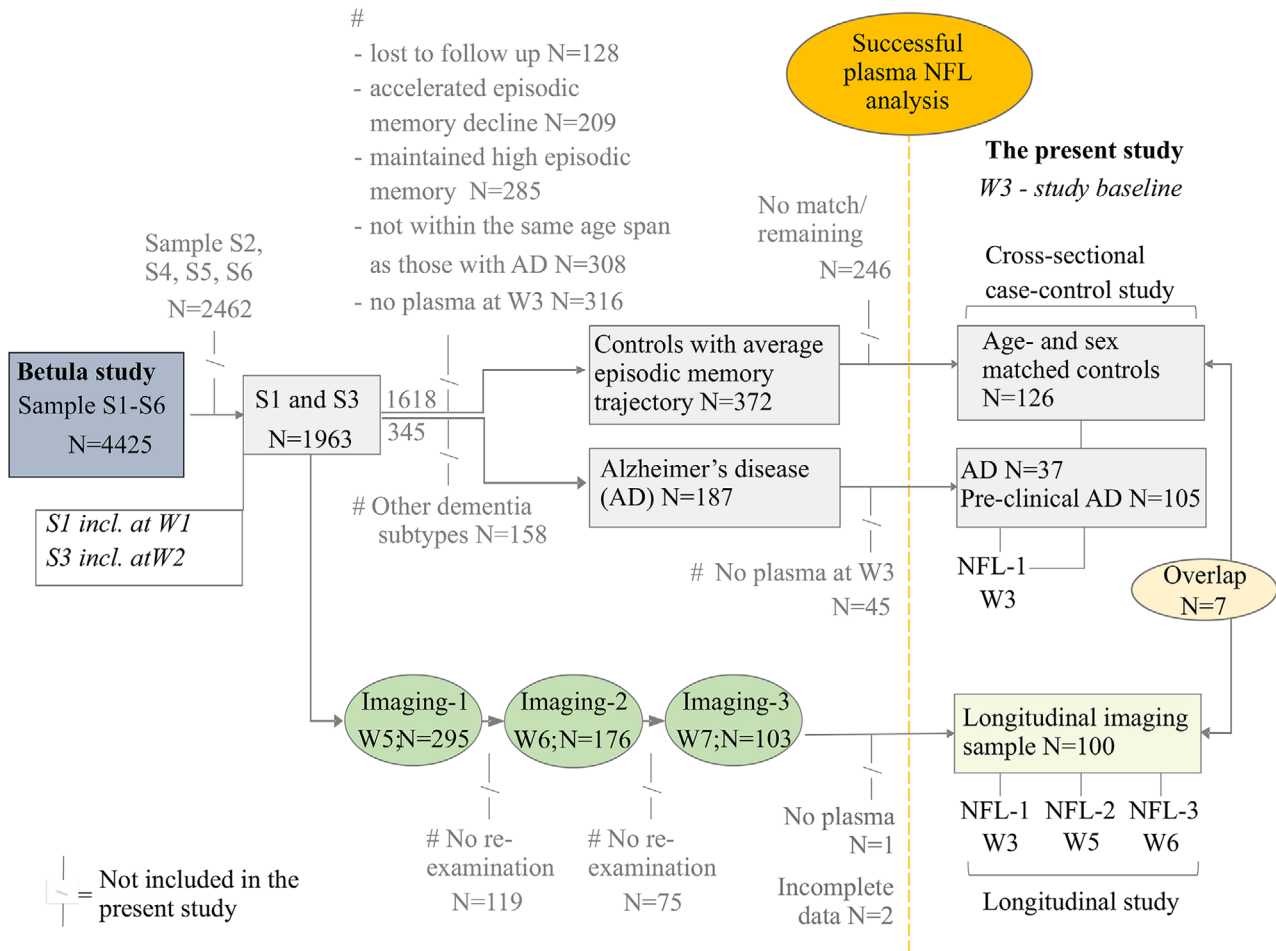 #
- lost to follow up N=128
- accelerated episodic
memory decline N=209
- maintained high episodic
memory N=285
- not within the same age span
as those with AD N=308
- no plasma at W3 N=316
Successful
plasma NFL
analysis
The present study
W3 - study baseline
Sample S2,
S4, S5, S6
N=2462
No match/
remaining
N=246
Cross-sectional
case-control study
Betula study
Sample S1-S6
N=4425
S1 and S3
N=1963
1618
345
Controls with average
episodic memory
trajectory N=372
Age- and sex
matched controls
N=126
Alzheimer's disease
(AD) N=187
AD N=37
Pre-clinical AD N=105
S1 incl. at W1
S3 incl. atW2
# Other dementia
subtypes N=158
# No plasma at W3
N=45
NFL-1
W3
Overlap
N=7
Imaging-1
W5;N=295
Imaging-2
W6;N=176
Imaging-3
W7;N=103
Longitudinal imaging
sample N=100
# No re-
examination
N=119
# No re-
examination
N=75
No plasma
N=1
Incomplete
data N=2
NFL-1
W3
NFL-2
W5
NFL-3
W6
Longitudinal study
= Not included in the
present study